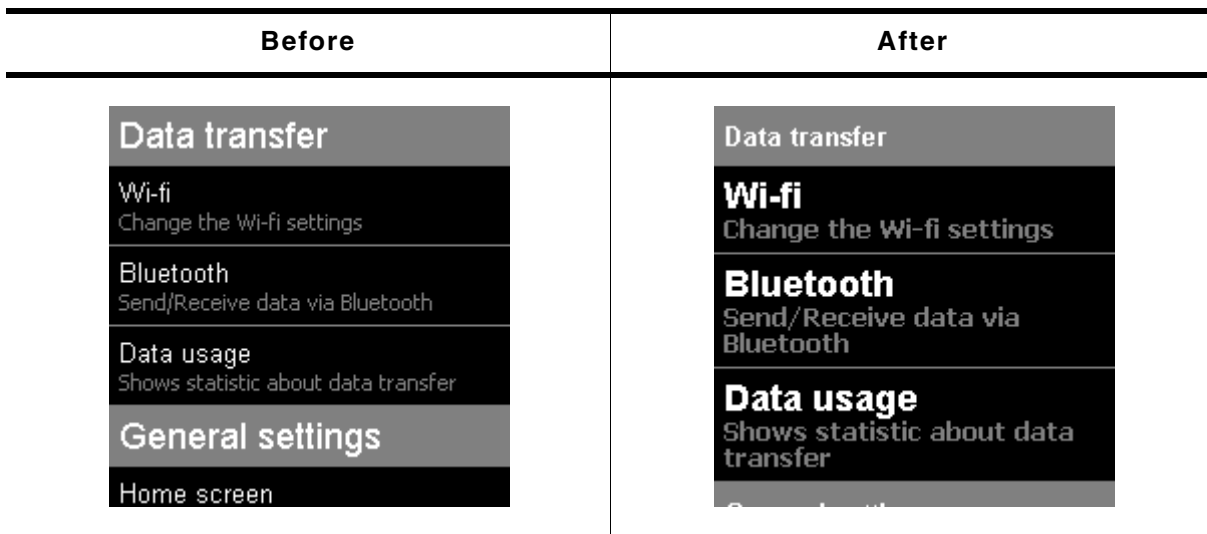 Before
After
Data transfer
Wi-fi
Change the Wi-fi settings
Bluetooth
Send/Receive data via Bluetooth
Data usage
Shows statistic about data transfer
General settings
Home screen
Data transfer
Wi-fi
Change the Wi-fi settings
Bluetooth
Send/Receive data via
Bluetooth
Data usage
Shows statistic about data
transfer